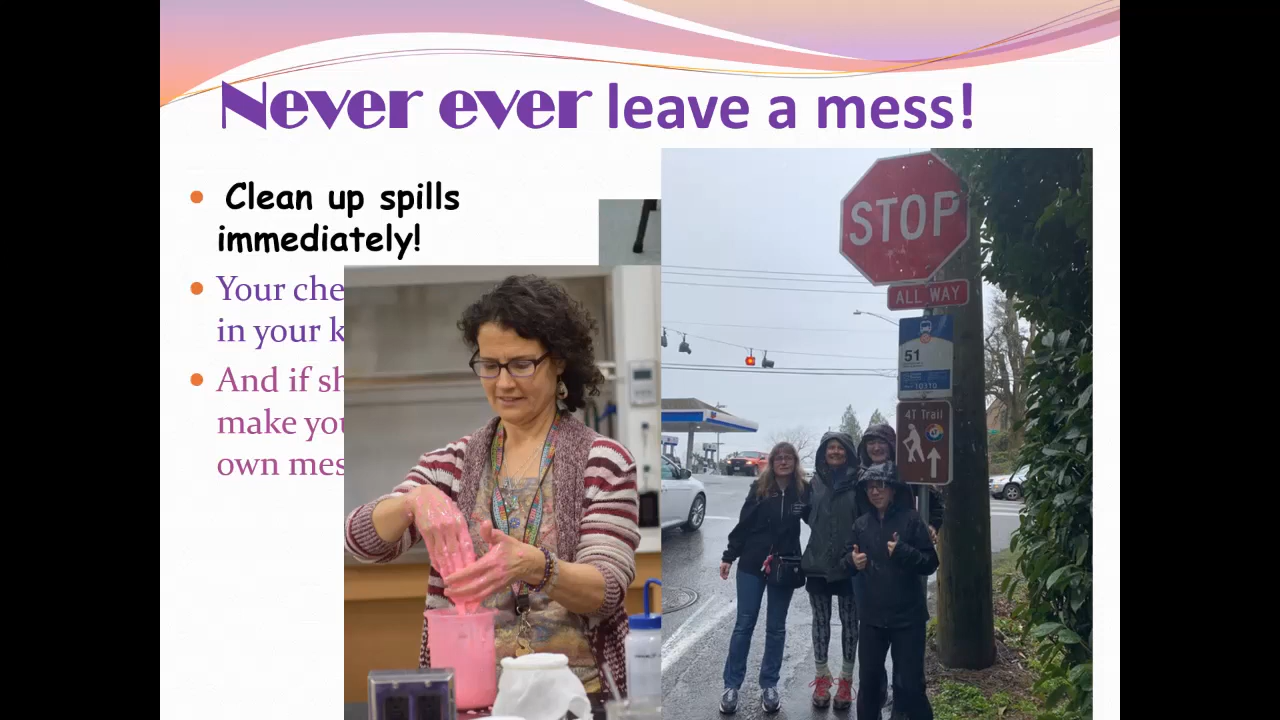 Never ever leave a mess!
Clean up spills
immediately!
Your che
in your k
And if sh
make you
own mes
STOP
ALL WAY
51
10310
4T Trail